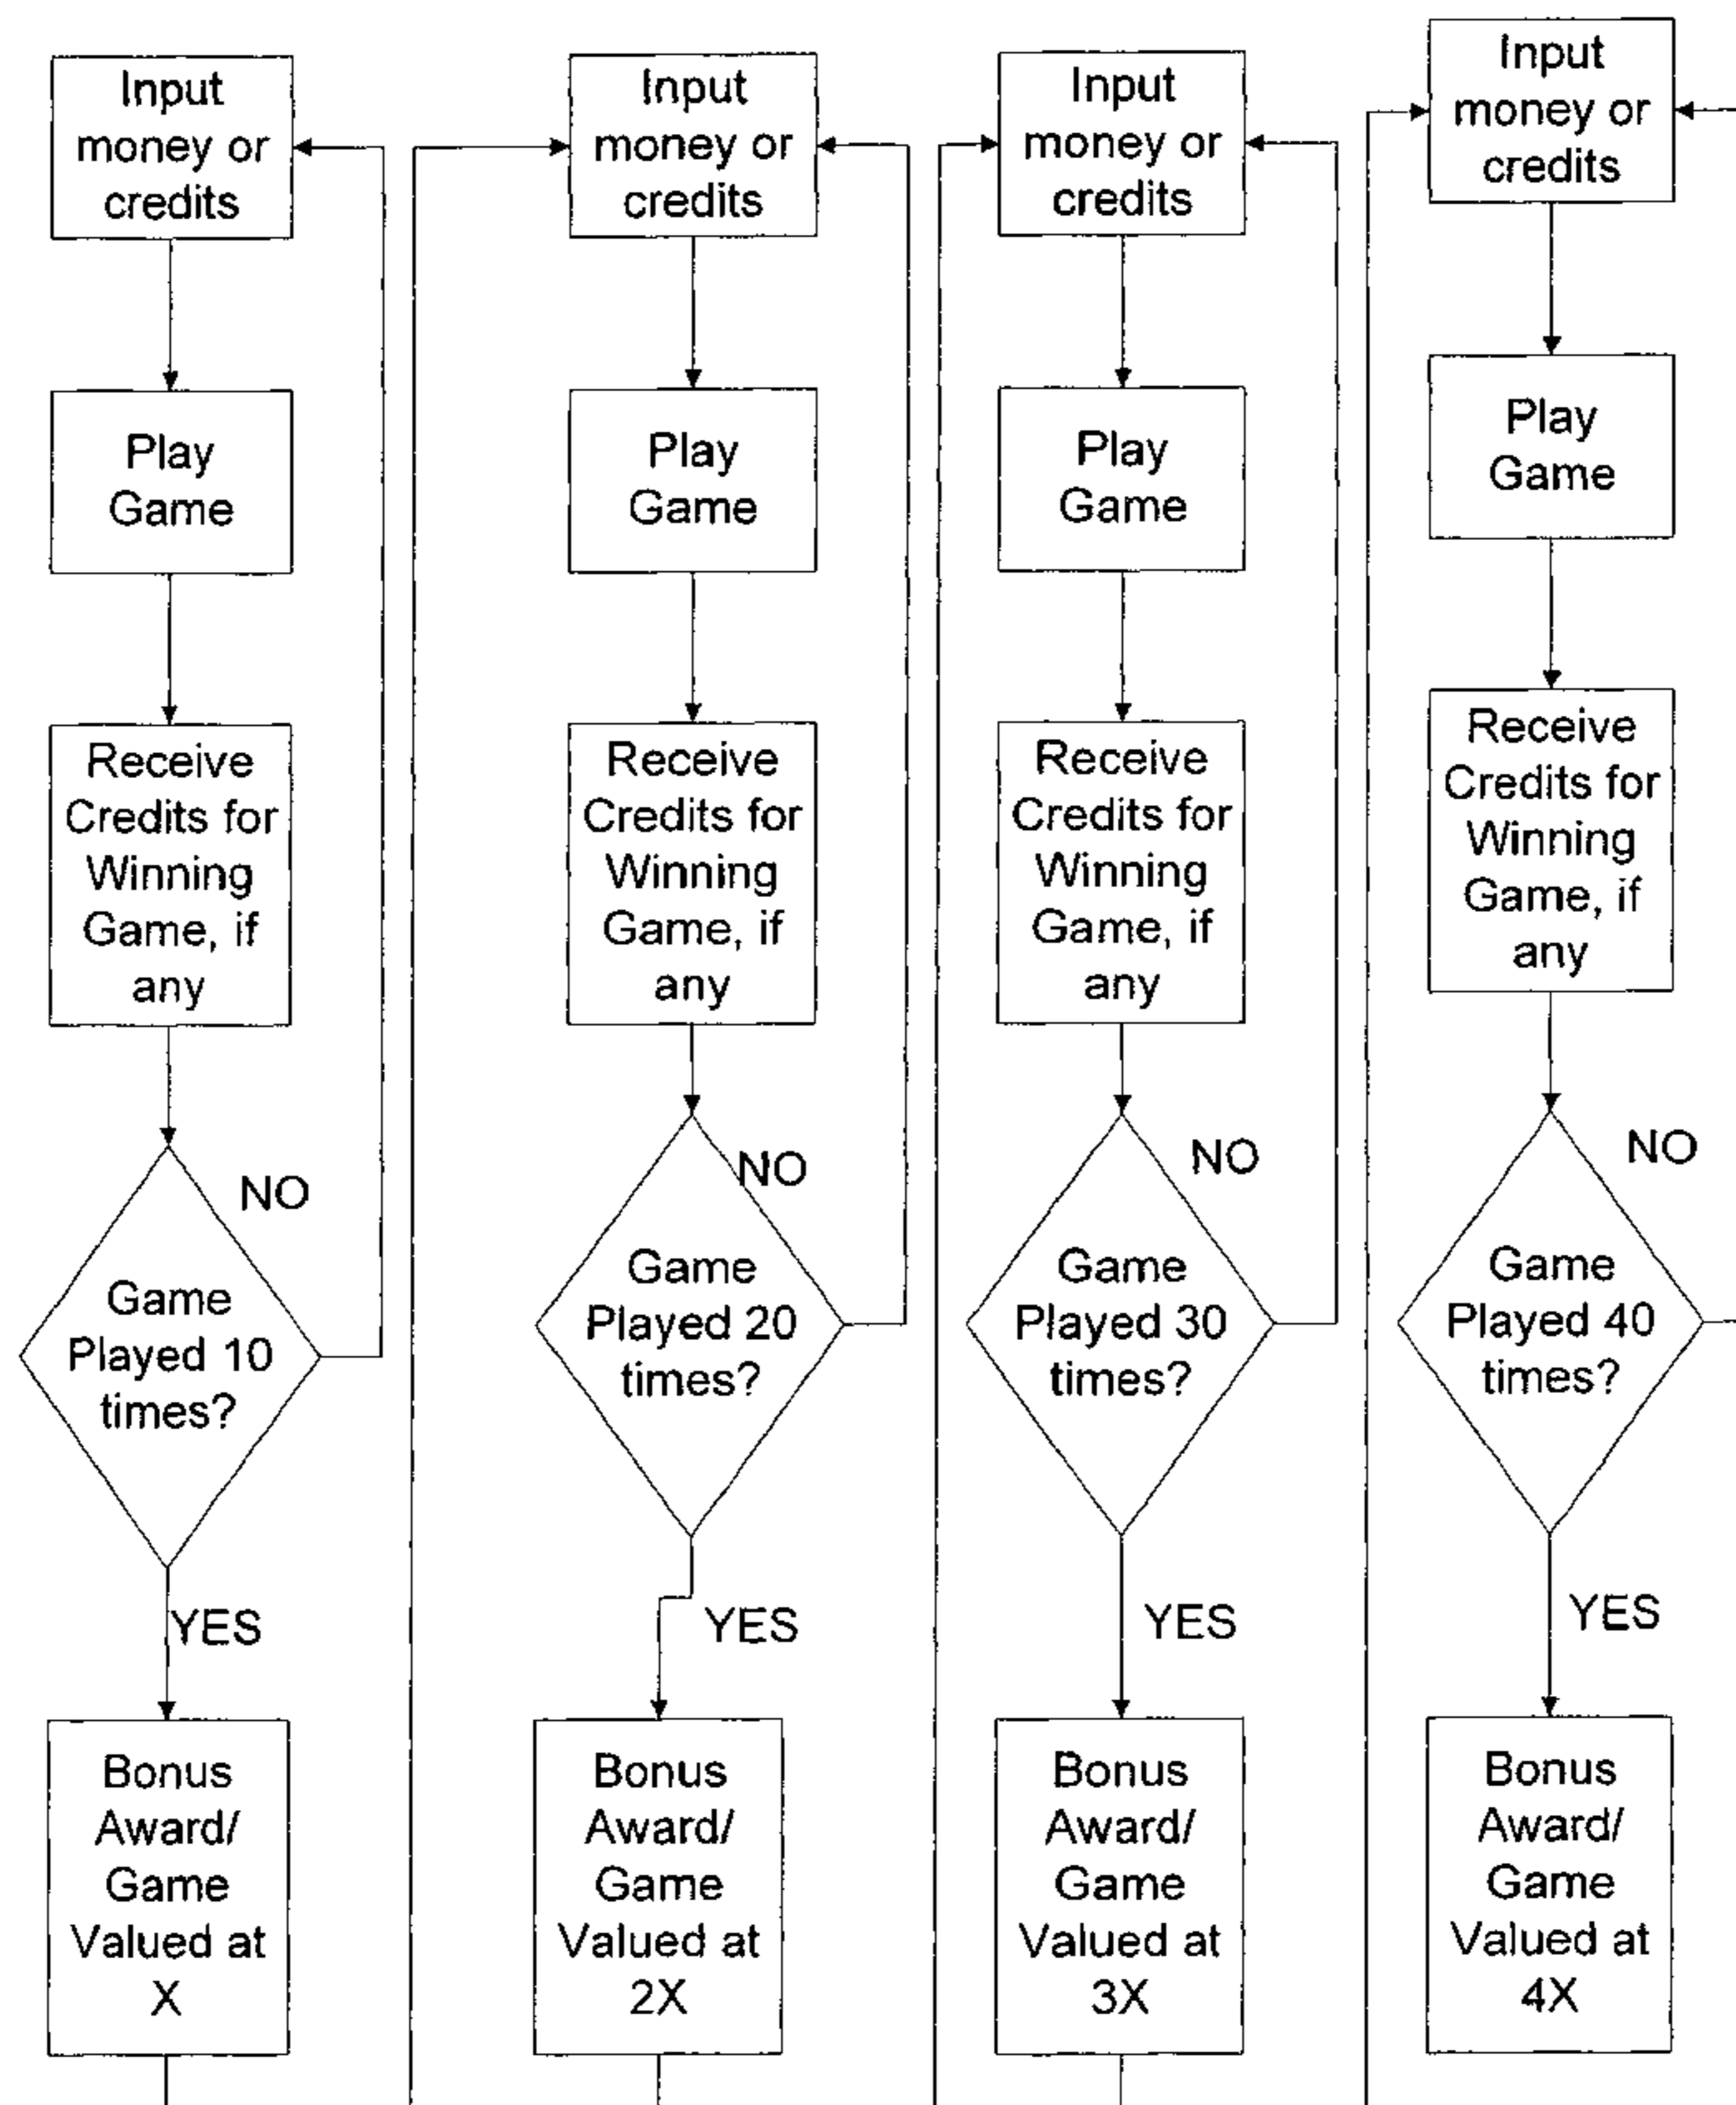 Input
money or
credits
Play
Game
Receive
Credits for
Winning
Game, if
any
NO
Game
Played 10
times?
YES
Bonus
Award/
Game
Valued at
X
Input
money or
credits
Play
Game
Receive
Credits for
Winning
Game, if
any
NO
Game
Played 20
times?
YES
Bonus
Award/
Game
Valued at
2X
Input
money or
credits
Play
Game
Receive
Credits for
Winning
Game, if
any
NO
Game
Played 30
times?
YES
Bonus
Award/
Game
Valued at
3X
Input
money or
credits
Play
Game
Receive
Credits for
Winning
Game, if
any
NO
Game
Played 40
times?
YES
Bonus
Award/
Game
Valued at
4X